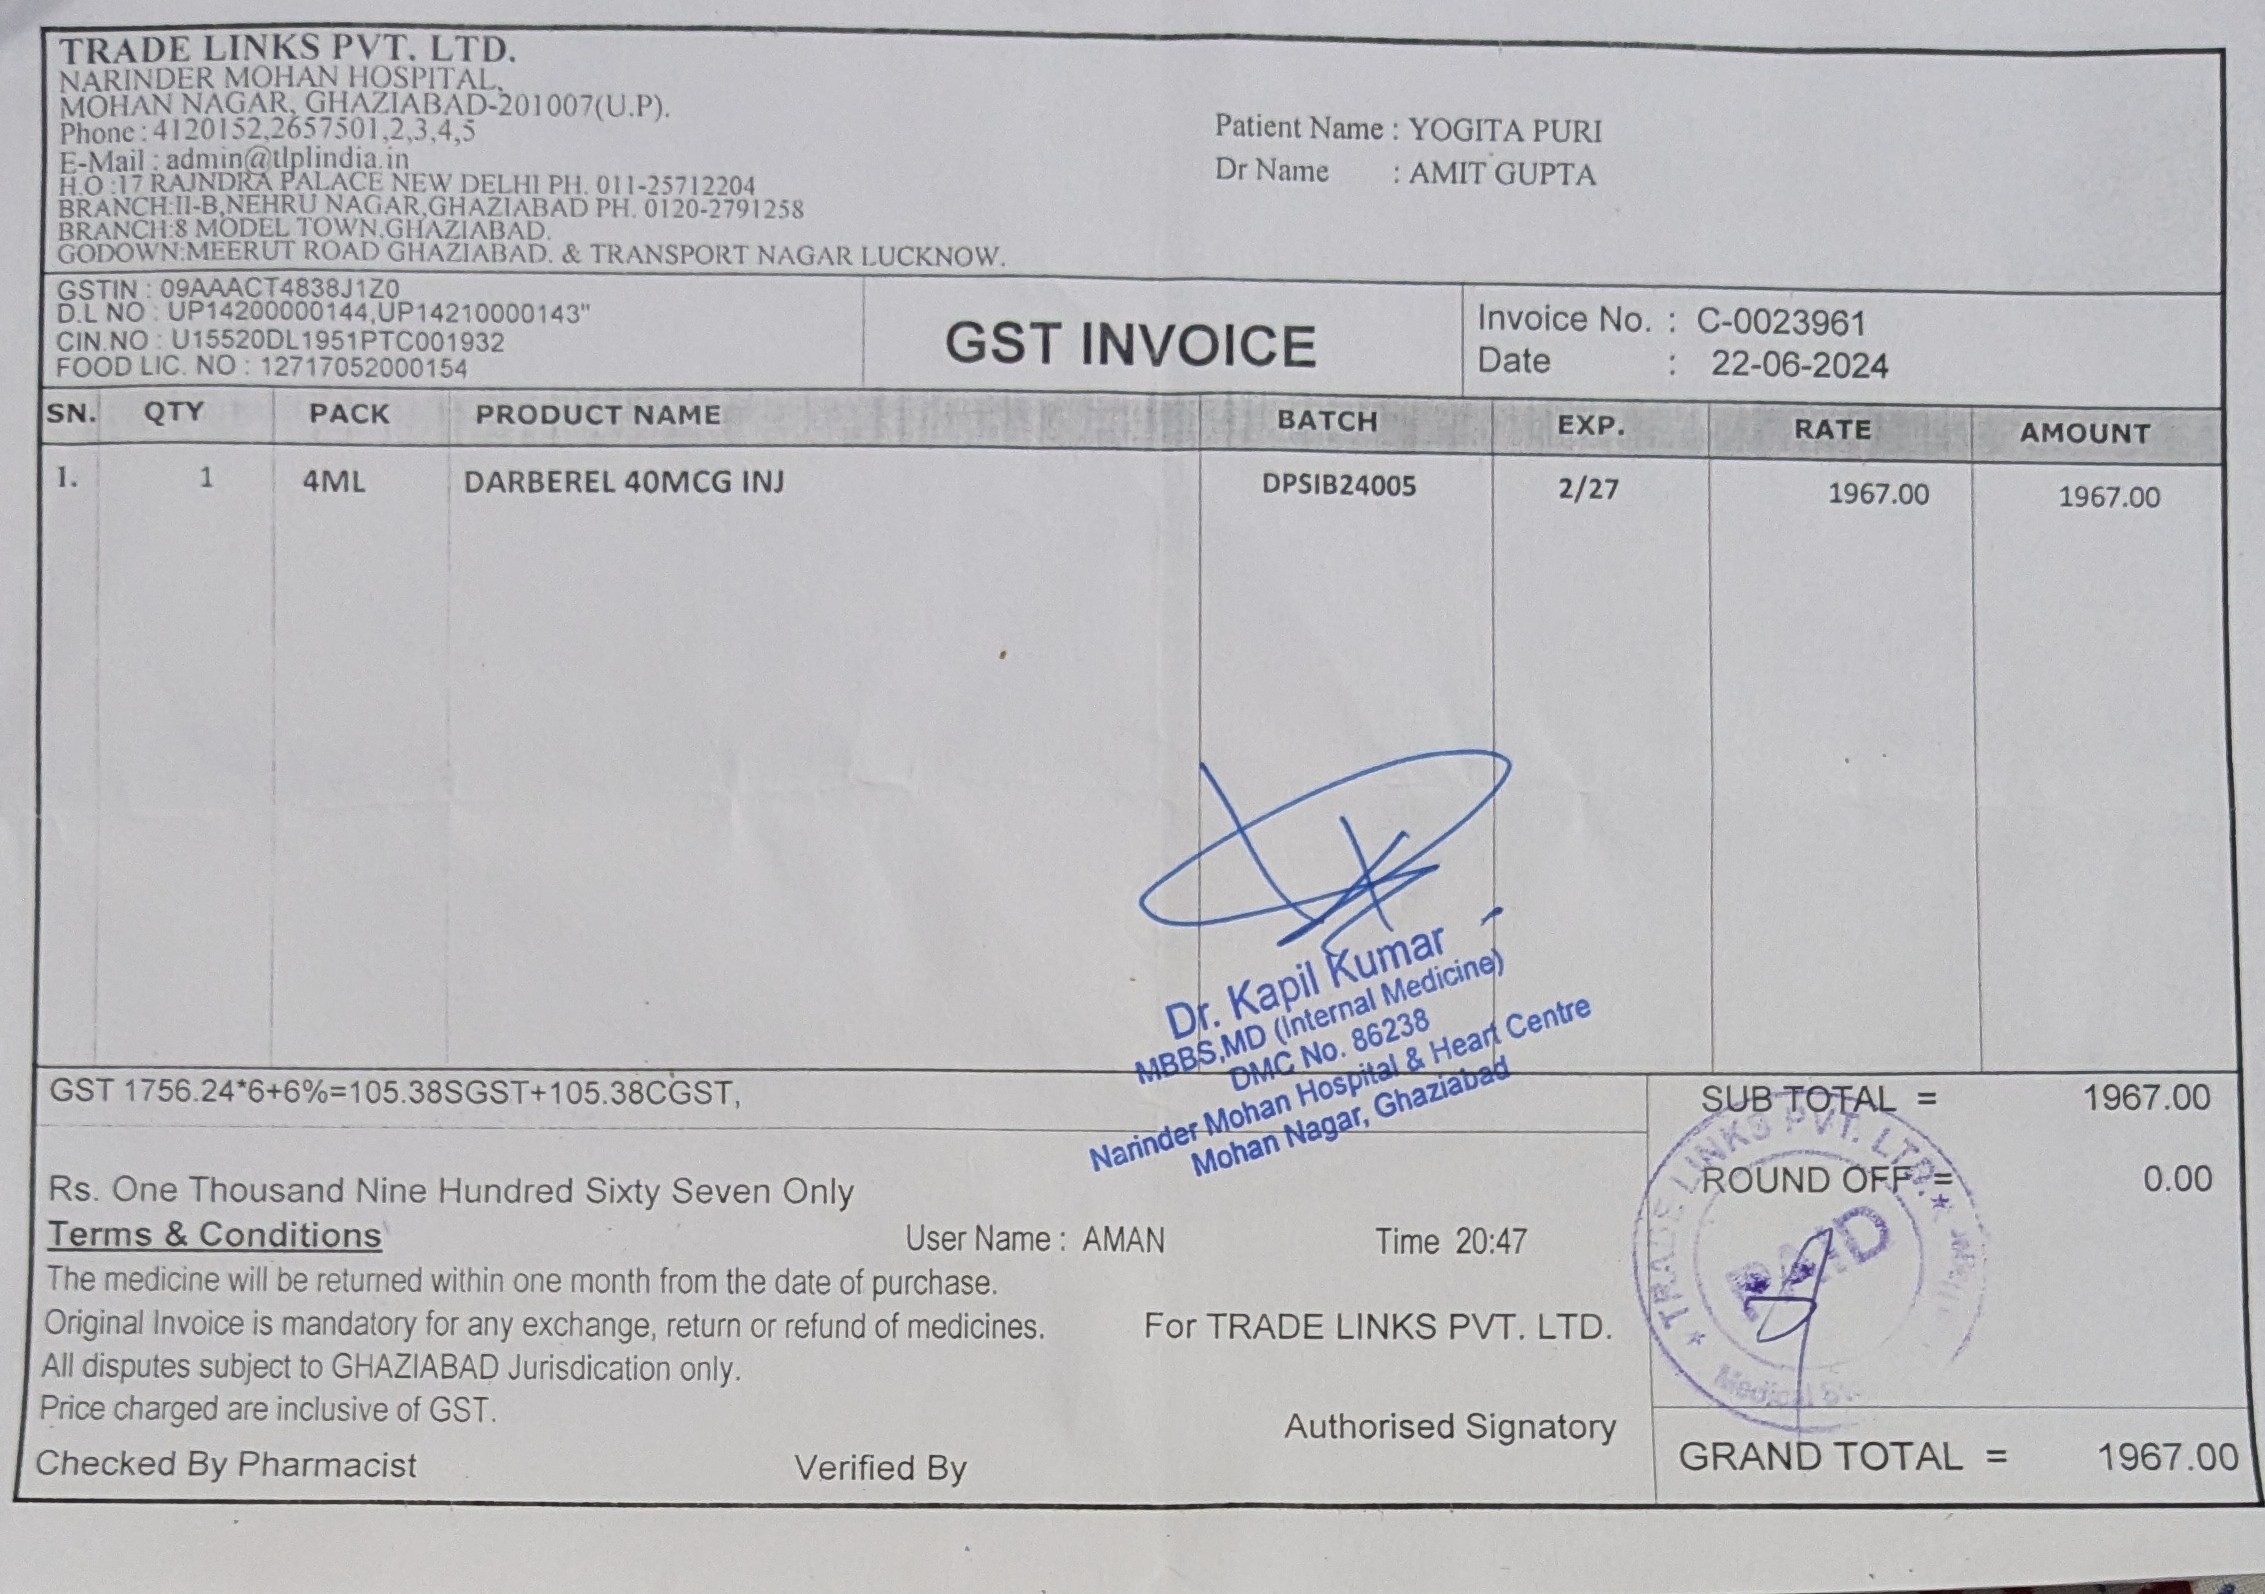 TRADE LINKS PVT. LTD.
NARINDER MOHAN HOSPITAL,
MOHAN NAGAR, GHAZIABAD-201007(U.P).
Phone : 4120152,2657501,2,3,4,5
E-Mail : admin@tlplindia.in
H.O :17 RAJNDRA PALACE NEW DELHI PH. 011-25712204
BRANCH:II-B,NEHRU NAGAR,GHAZIABAD PH. 0120-2791258
BRANCH:8 MODEL TOWN,GHAZIABAD.
GODOWN:MEERUT ROAD GHAZIABAD. & TRANSPORT NAGAR LUCKNOW.
Patient Name : YOGITA PURI
Dr Name : AMIT GUPTA
GSTIN : 09AAACT4838J1Z0
D.L NO : UP14200000144,UP14210000143"
CIN.NO : U15520DL1951PTC001932
FOOD LIC. NO : 12717052000154
GST INVOICE
Invoice No. : C-0023961
Date : 22-06-2024
SN. QTY PACK PRODUCT NAME BATCH EXP. RATE AMOUNT
1. 1 4ML DARBEREL 40MCG INJ DPSIB24005 2/27 1967.00 1967.00
Dr. Kapil Kumar
MBBS,MD (Internal Medicine)
DMC No. 86238
Narinder Mohan Hospital & Heart Centre
Mohan Nagar, Ghaziabad
GST 1756.24*6+6%=105.38SGST+105.38CGST,
SUB TOTAL = 1967.00
ROUND OFF = 0.00
Rs. One Thousand Nine Hundred Sixty Seven Only
Terms & Conditions
User Name : AMAN Time 20:47
The medicine will be returned within one month from the date of purchase.
Original Invoice is mandatory for any exchange, return or refund of medicines.
For TRADE LINKS PVT. LTD.
All disputes subject to GHAZIABAD Jurisdication only.
Price charged are inclusive of GST.
Authorised Signatory
Checked By Pharmacist
Verified By
GRAND TOTAL = 1967.00
TRADE LINKS PVT. LTD.
PAID
Medical